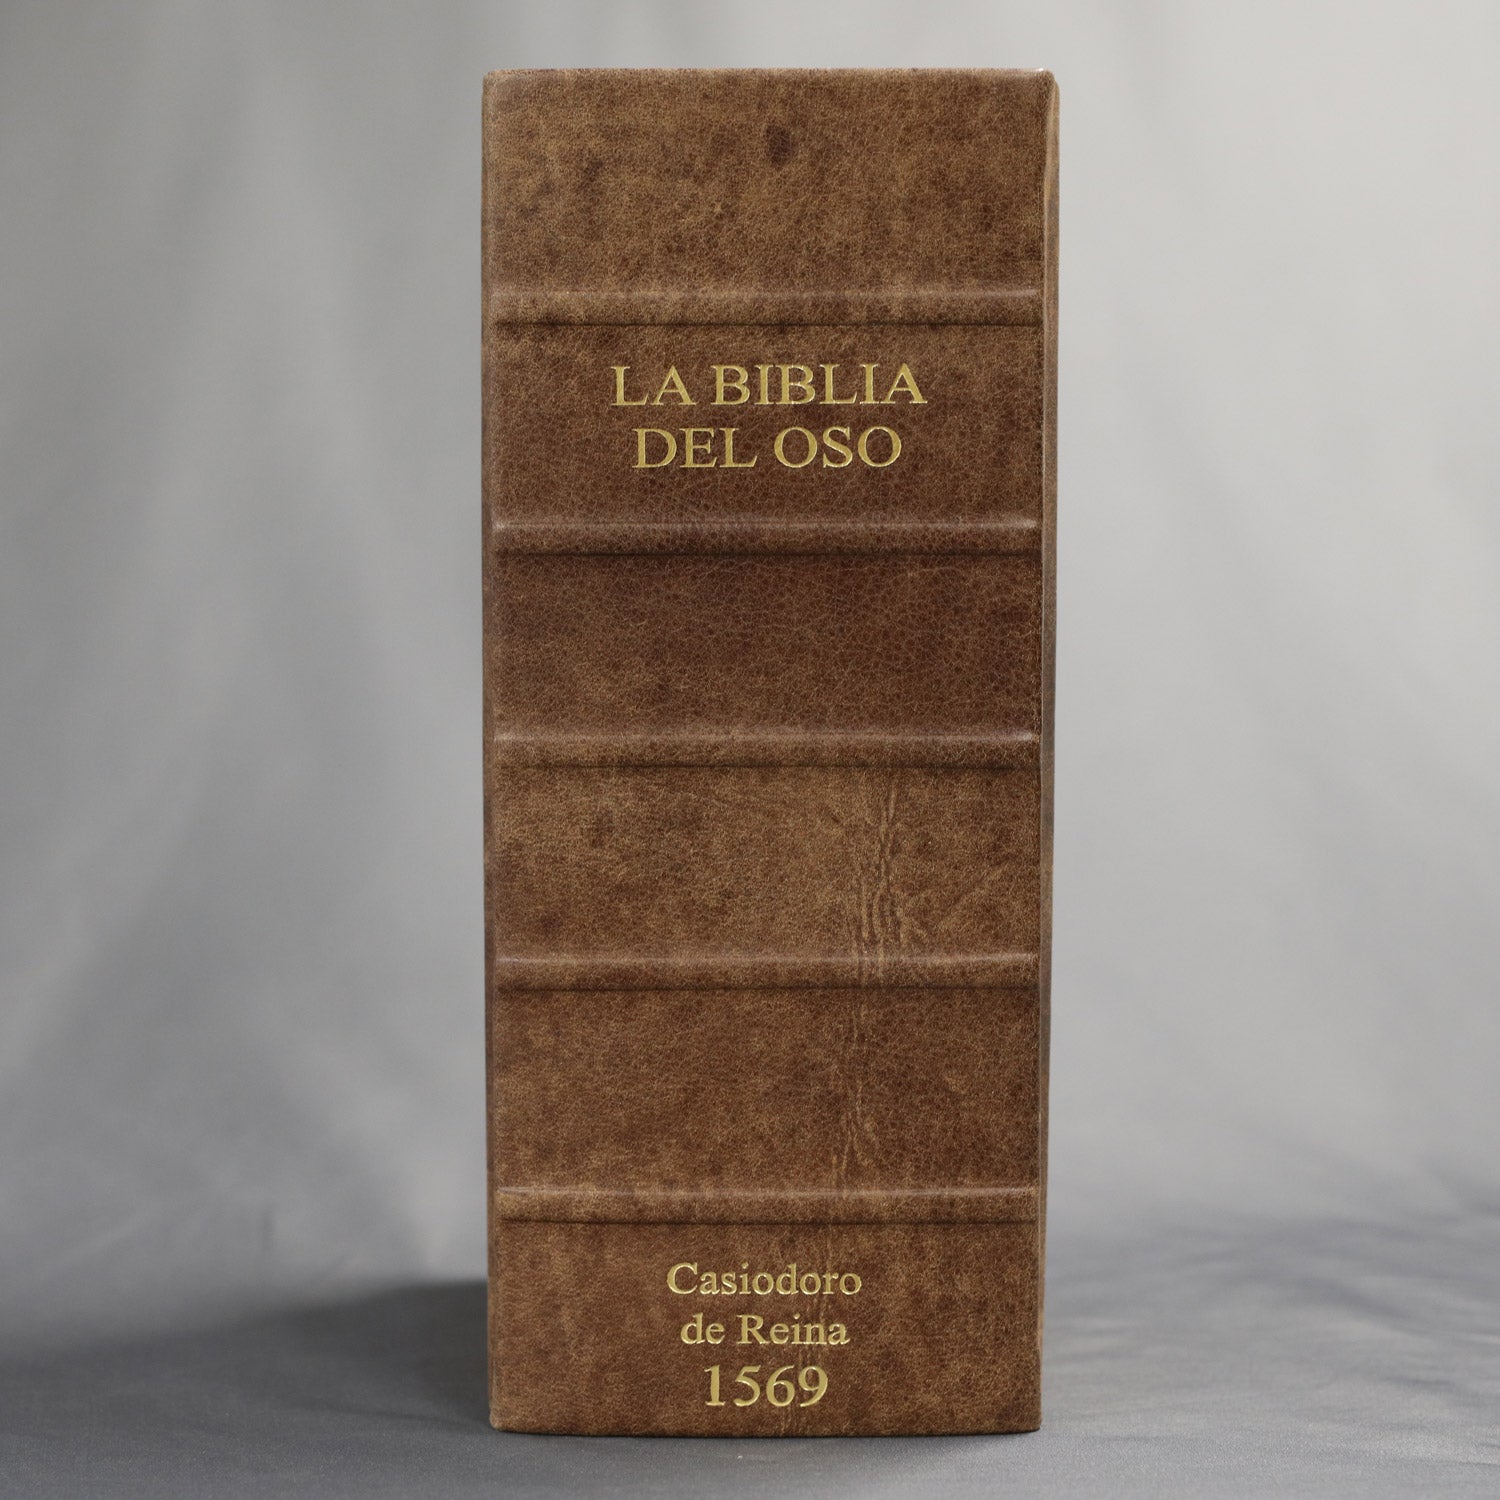 LA BIBLIA
DEL OSO
Casiodoro
de Reina
1569